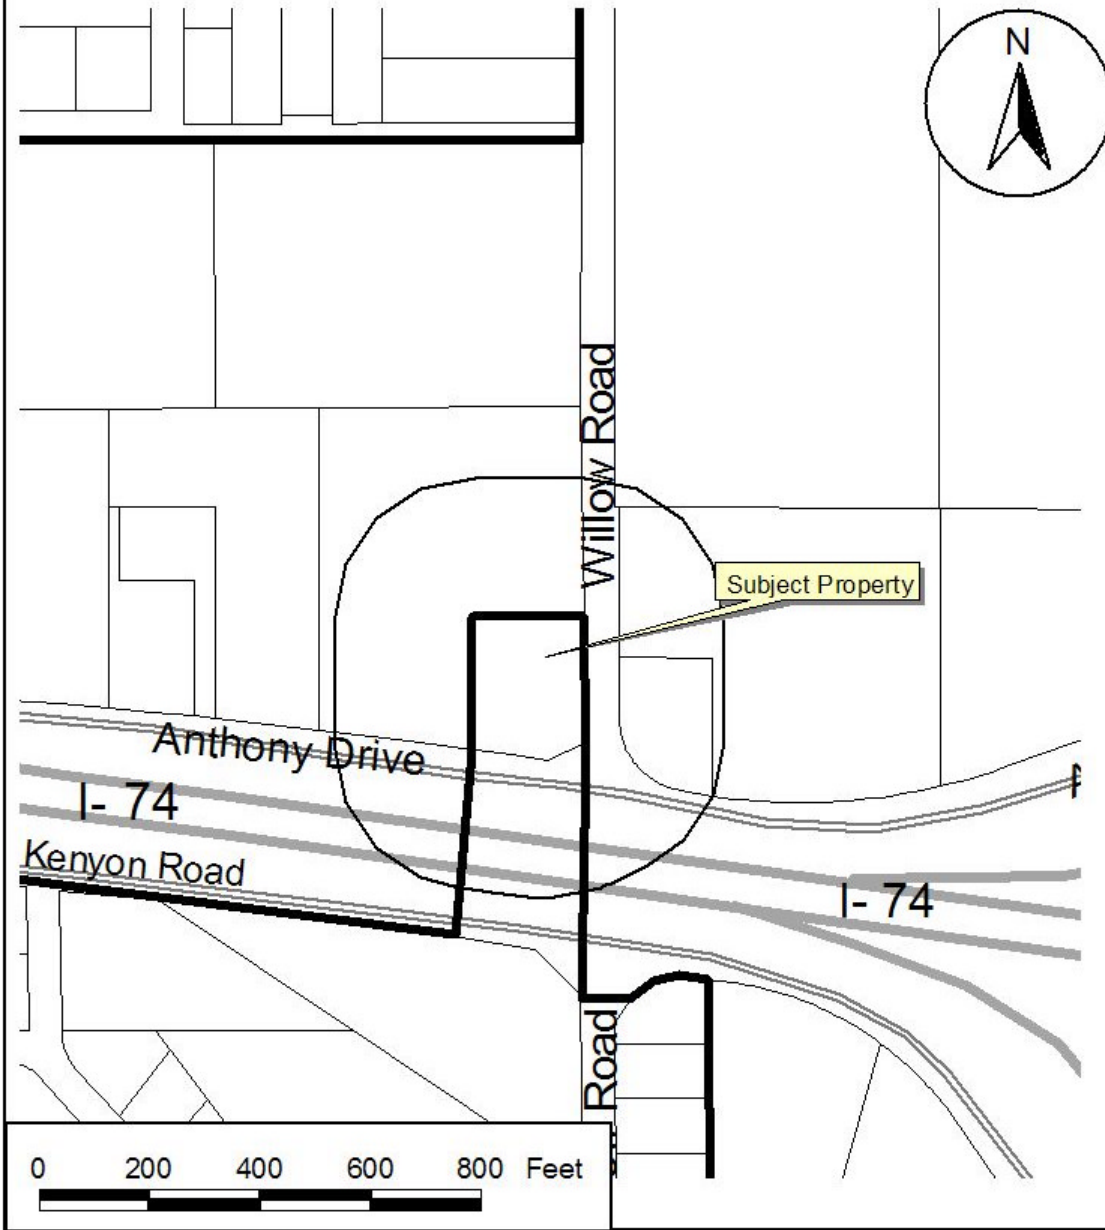 N
Willow Road
Subject Property
Anthony Drive
I- 74
Kenyon Road
I- 74
Road
0 200 400 600 800 Feet